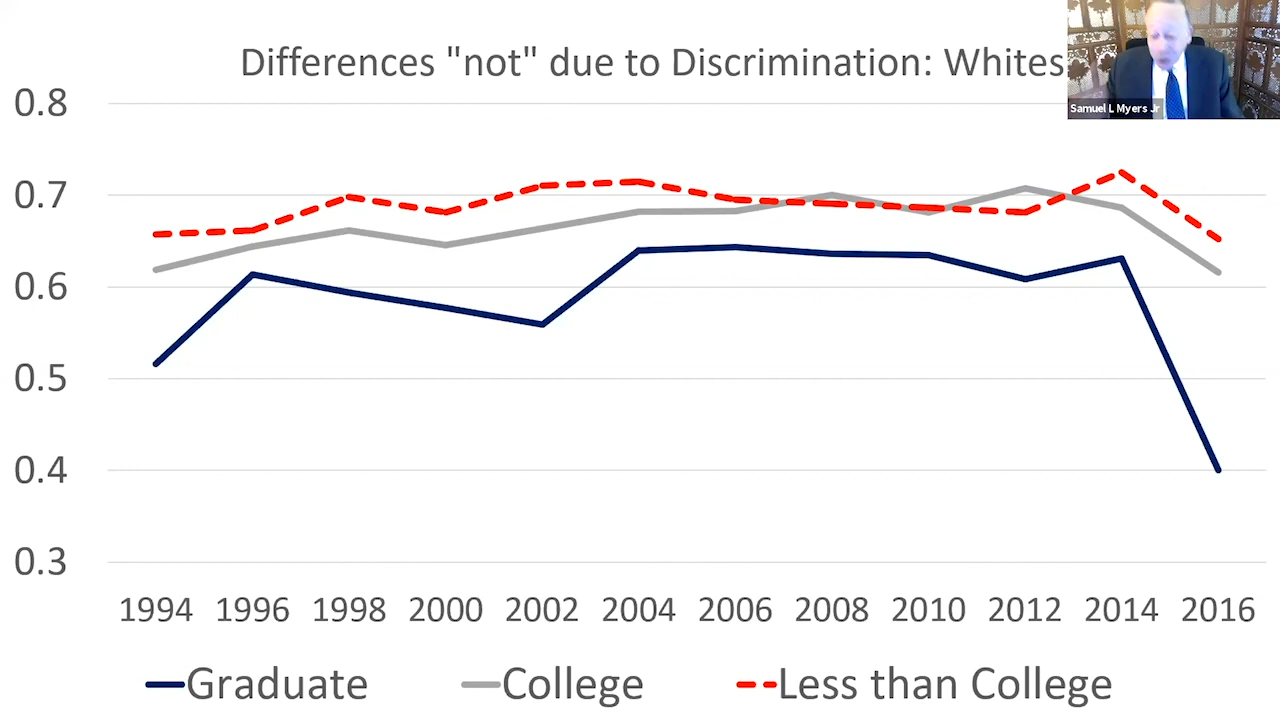 Differences "not" due to Discrimination: Whites
Samuel L Myers Jr
0.8
0.7
0.6
0.5
0.4
0.3
1994 1996 1998 2000 2002 2004 2006 2008 2010 2012 2014 2016
Graduate College Less than College